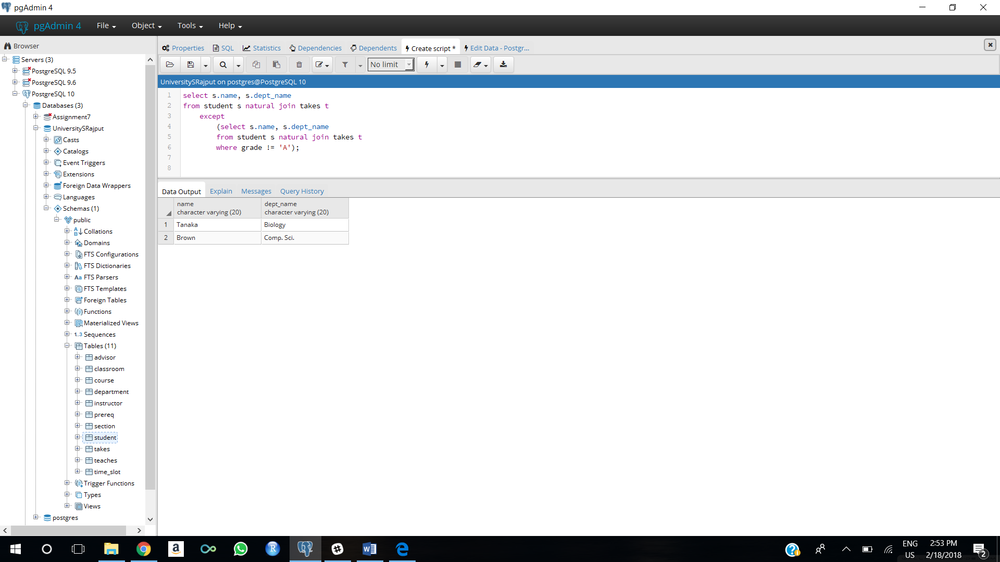 pgAdmin 4
pgAdmin 4 File Object Tools Help
Browser
Servers (3)
PostgreSQL 9.5
PostgreSQL 9.6
PostgreSQL 10
Databases (3)
Assignment7
UniversitySRajput
Casts
Catalogs
Event Triggers
Extensions
Foreign Data Wrappers
Languages
Schemas (1)
public
Collations
Domains
FTS Configurations
FTS Dictionaries
Aa FTS Parsers
FTS Templates
Foreign Tables
Functions
Materialized Views
1..3 Sequences
Tables (11)
advisor
classroom
course
department
instructor
prereq
section
student
takes
teaches
time_slot
Trigger Functions
Types
Views
postgres
Properties SQL Statistics Dependencies Dependents Create script * Edit Data - Postgr...
No limit
UniversitySRajput on postgres@PostgreSQL 10
1 select s.name, s.dept_name
2 from student s natural join takes t
3 except
4 (select s.name, s.dept_name
5 from student s natural join takes t
6 where grade != 'A');
7
8
Data Output Explain Messages Query History
name dept_name
character varying (20) character varying (20)
1 Tanaka Biology
2 Brown Comp. Sci.
ENG 2:53 PM
US 2/18/2018 2